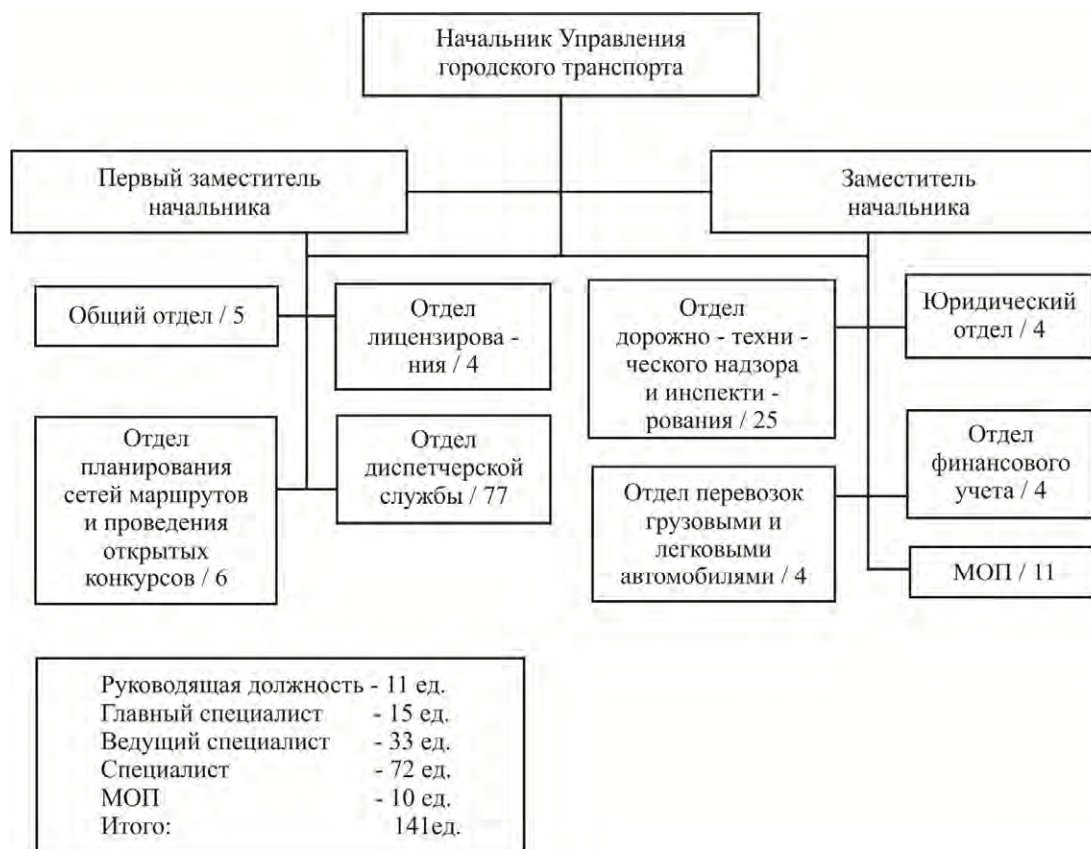 Начальник Управления
городского транспорта
Первый заместитель
начальника
Заместитель
начальника
Общий отдел / 5
Отдел
лицензирова -
ния / 4
Отдел
дорожно - техни -
ческого надзора
и инспекти -
рования / 25
Юридический
отдел / 4
Отдел
планирования
сетей маршрутов
и проведения
открытых
конкурсов / 6
Отдел
диспетчерской
службы / 77
Отдел перевозок
грузовыми и
легковыми
автомобилями / 4
Отдел
финансового
учета / 4
МОП / 11
Руководящая должность - 11 ед.
Главный специалист - 15 ед.
Ведущий специалист - 33 ед.
Специалист - 72 ед.
МОП - 10 ед.
Итого: 141ед.